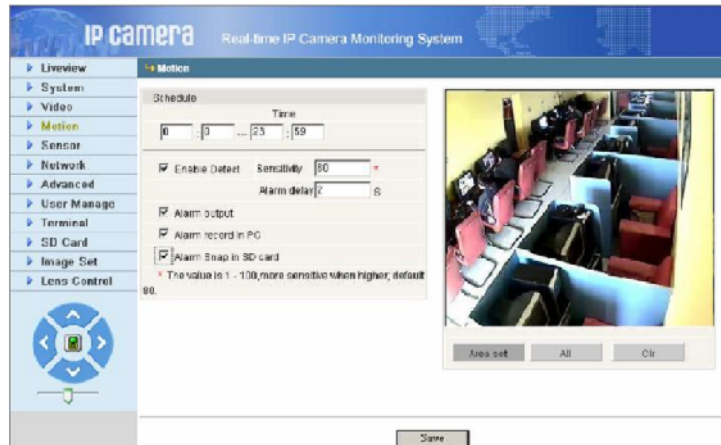 IP camera
Real-time IP Camera Monitoring System
Liveview
System
Video
Motion
Sensor
Network
Advanced
User Manage
Terminal
SD Card
Image Set
Lens Control
Motion
Schedule
Time
0 : 0 ... 23 : 59
Enable Detect Sensitivity 80 *
Alarm delay 2 S
Alarm output
Alarm record in PC
Alarm Snap in SD card
* The value is 1 - 100,more sensitive when higher; default
80.
Area set All Clr
Save